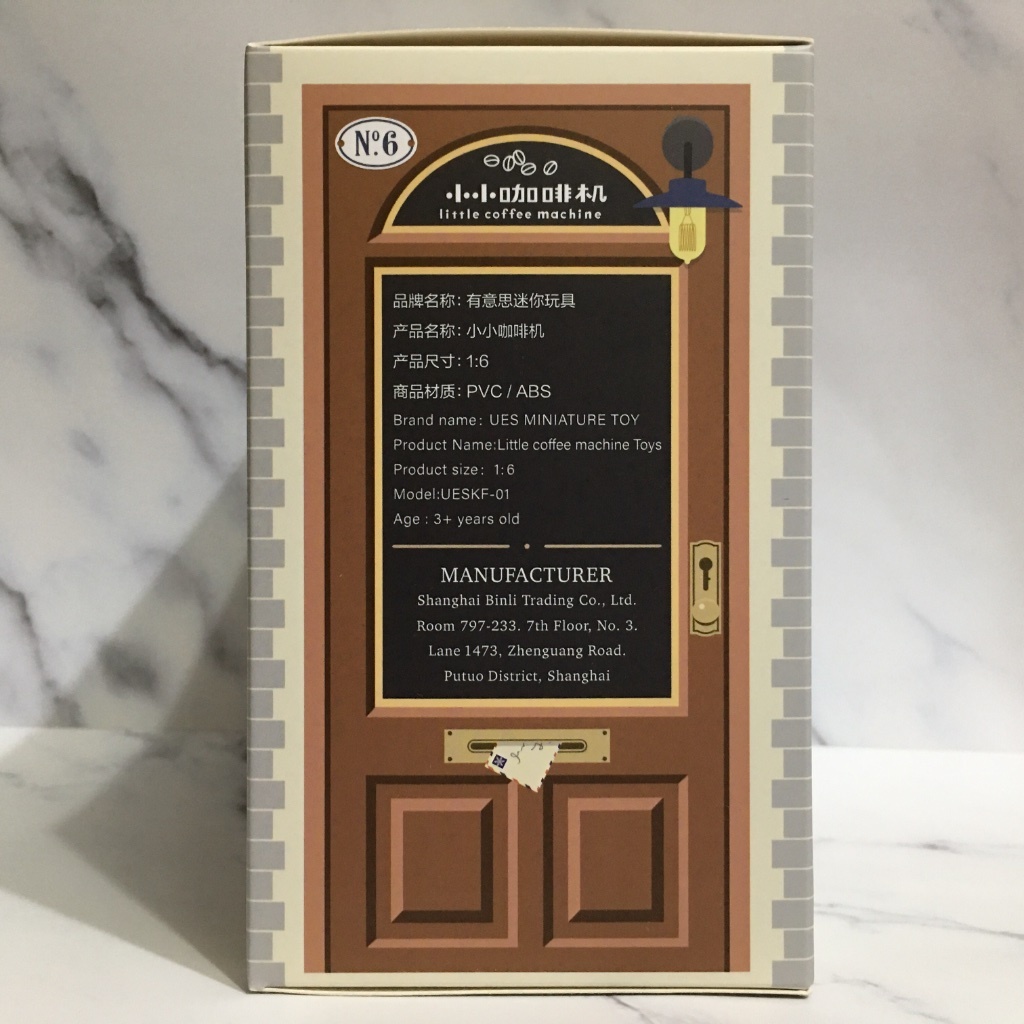 Nº6
小小咖啡机
little coffee machine
品牌名称: 有意思迷你玩具
产品名称: 小小咖啡机
产品尺寸: 1:6
商品材质: PVC / ABS
Brand name: UES MINIATURE TOY
Product Name:Little coffee machine Toys
Product size: 1:6
Model:UESKF-01
Age : 3+ years old
MANUFACTURER
Shanghai Binli Trading Co., Ltd.
Room 797-233. 7th Floor, No. 3.
Lane 1473, Zhenguang Road.
Putuo District, Shanghai